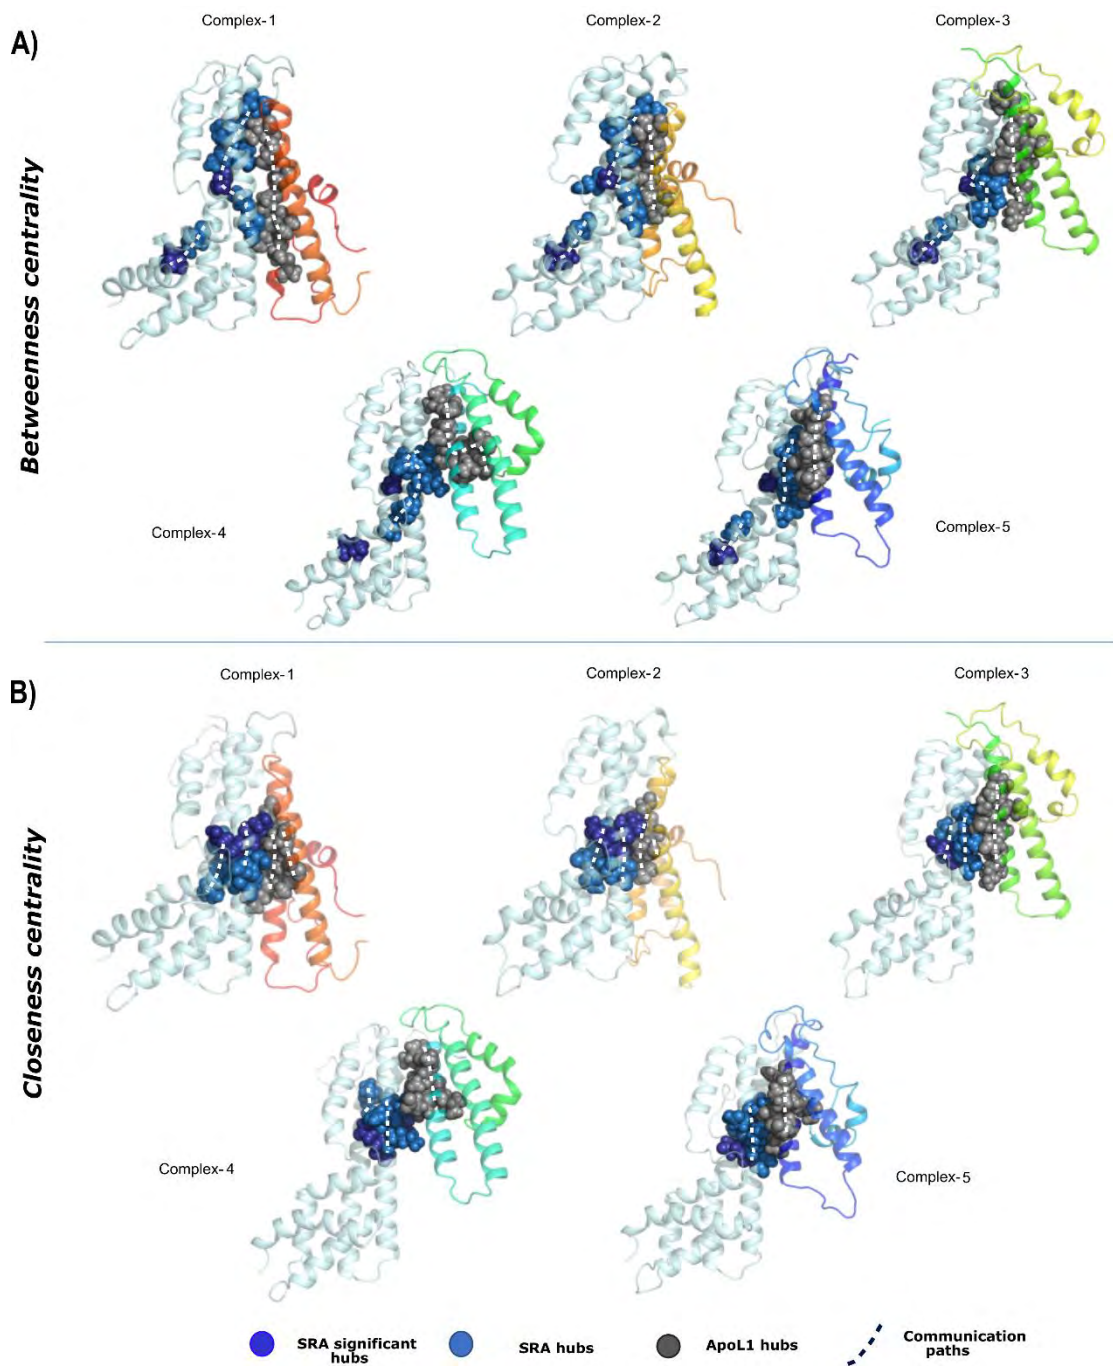 A)
Complex-1
Complex-2
Complex-3
Betweenness centrality
Complex-4
Complex-5
B)
Complex-1
Complex-2
Complex-3
Closeness centrality
Complex-4
Complex-5
SRA significant
hubs
SRA hubs
ApoL1 hubs
Communication
paths